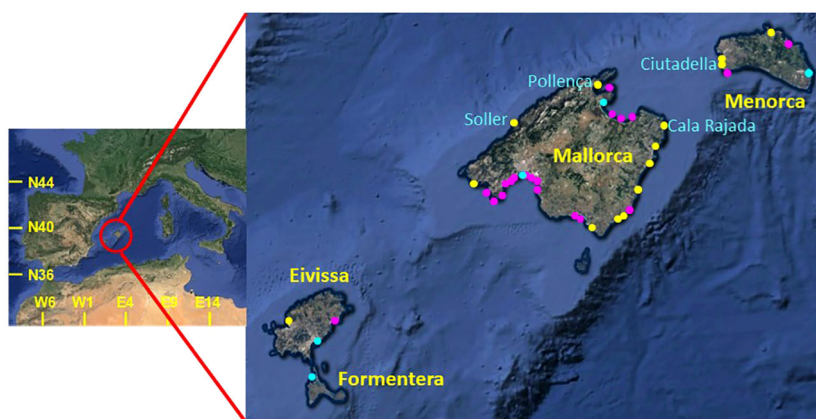 Ciutadella
Menorca
Pollença
Soller
Cala Rajada
Mallorca
N44
N40
N36
W6 W1 E4 E9 E14
Eivissa
Formentera